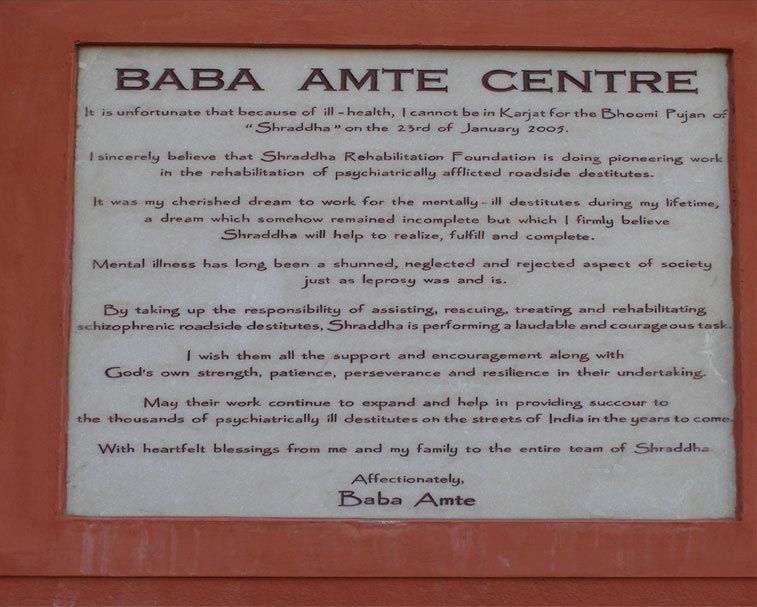 BABA AMTE CENTRE
It is unfortunate that because of ill-health, I cannot be in Karjat for the Bhoomi Pujan of
"Shraddha" on the 23rd of January 2005.
I sincerely believe that Shraddha Rehabilitation Foundation is doing pioneering work
in the rehabilitation of psychiatrically afflicted roadside destitutes.
It was my cherished dream to work for the mentally-ill destitutes during my lifetime,
a dream which somehow remained incomplete but which I firmly believe
Shraddha will help to realize, fulfill and complete.
Mental illness has long been a shunned, neglected and rejected aspect of society
just as leprosy was and is.
By taking up the responsibility of assisting, rescuing, treating and rehabilitating
schizophrenic roadside destitutes, Shraddha is performing a laudable and courageous task.
I wish them all the support and encouragement along with
God's own strength, patience, perseverance and resilience in their undertaking.
May their work continue to expand and help in providing succour to
the thousands of psychiatrically ill destitutes on the streets of India in the years to come.
With heartfelt blessings from me and my family to the entire team of Shraddha.
Affectionately,
Baba Amte